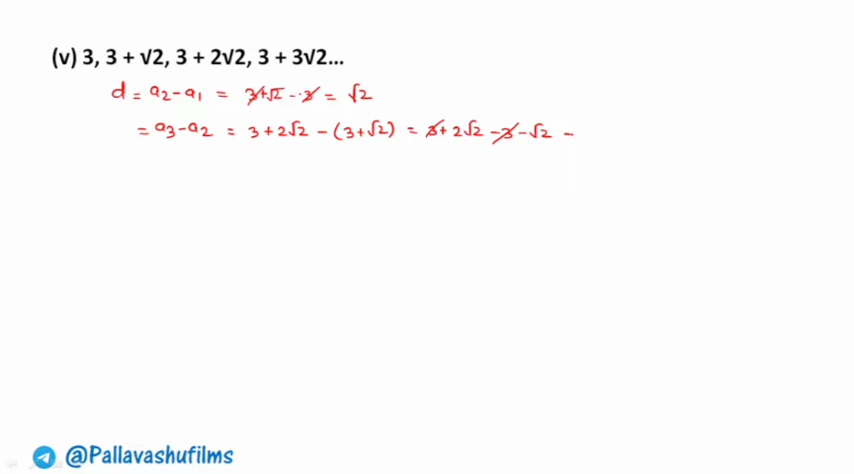 (v) 3, 3 + √2, 3 + 2√2, 3 + 3√2...
d = a₂ - a₁ = 3+√2 - 3 = √2
= a₃ - a₂ = 3 + 2√2 - (3 + √2) = 3 + 2√2 - 3 - √2 =
@Pallavashufilms